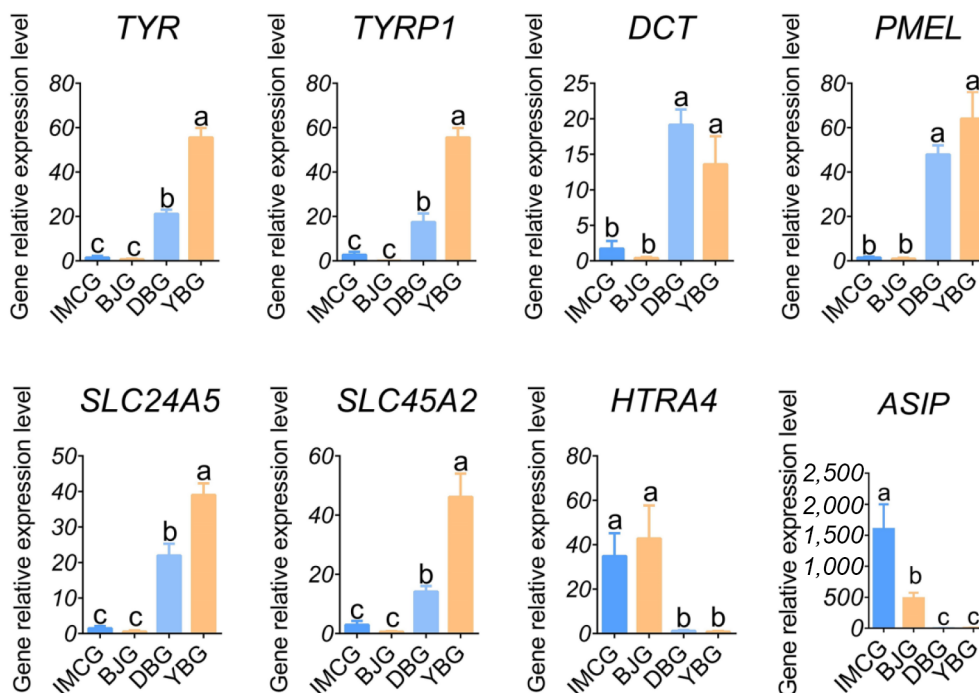 TYR
Gene relative expression level
80
60
40
20
0
c
c
b
a
IMCG
BJG
DBG
YBG
TYRP1
Gene relative expression level
80
60
40
20
0
c
c
b
a
IMCG
BJG
DBG
YBG
DCT
Gene relative expression level
25
20
15
10
5
0
b
b
a
a
IMCG
BJG
DBG
YBG
PMEL
Gene relative expression level
80
60
40
20
0
b
b
a
a
IMCG
BJG
DBG
YBG
SLC24A5
Gene relative expression level
50
40
30
20
10
0
c
c
b
a
IMCG
BJG
DBG
YBG
SLC45A2
Gene relative expression level
60
40
20
0
c
c
b
a
IMCG
BJG
DBG
YBG
HTRA4
Gene relative expression level
80
60
40
20
0
a
a
b
b
IMCG
BJG
DBG
YBG
ASIP
Gene relative expression level
2,500
2,000
1,500
1,000
500
0
a
b
c
c
IMCG
BJG
DBG
YBG